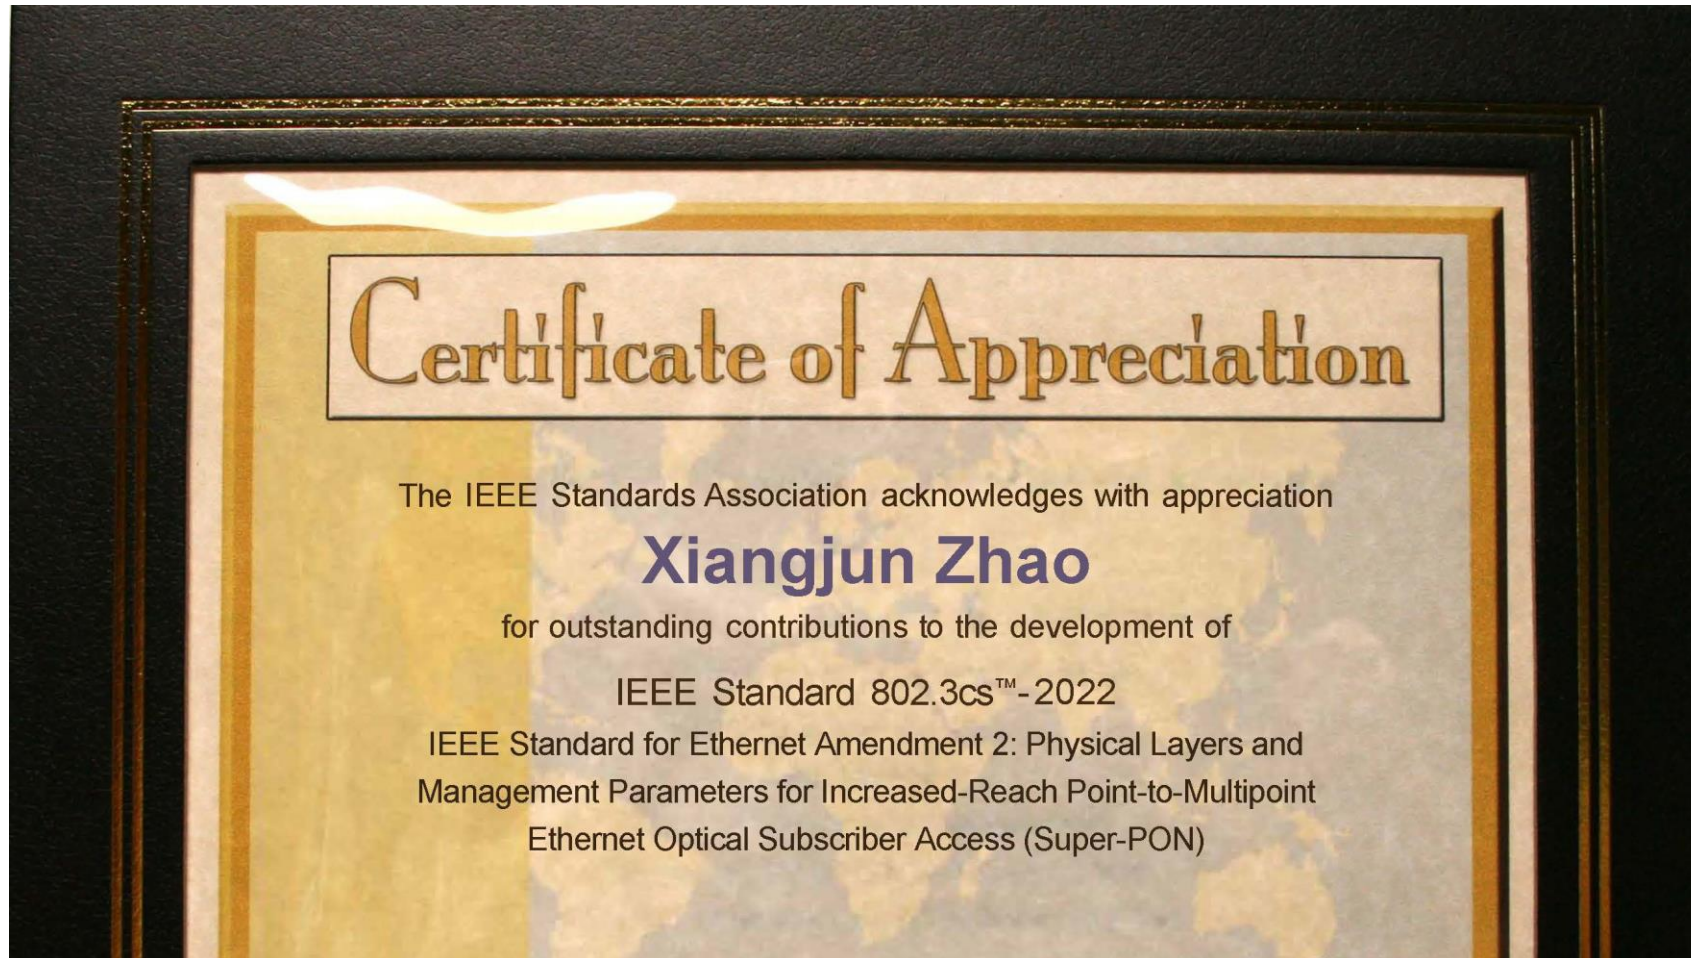 Certificate of Appreciation
The IEEE Standards Association acknowledges with appreciation
Xiangjun Zhao
for outstanding contributions to the development of
IEEE Standard 802.3cs™-2022
IEEE Standard for Ethernet Amendment 2: Physical Layers and
Management Parameters for Increased-Reach Point-to-Multipoint
Ethernet Optical Subscriber Access (Super-PON)